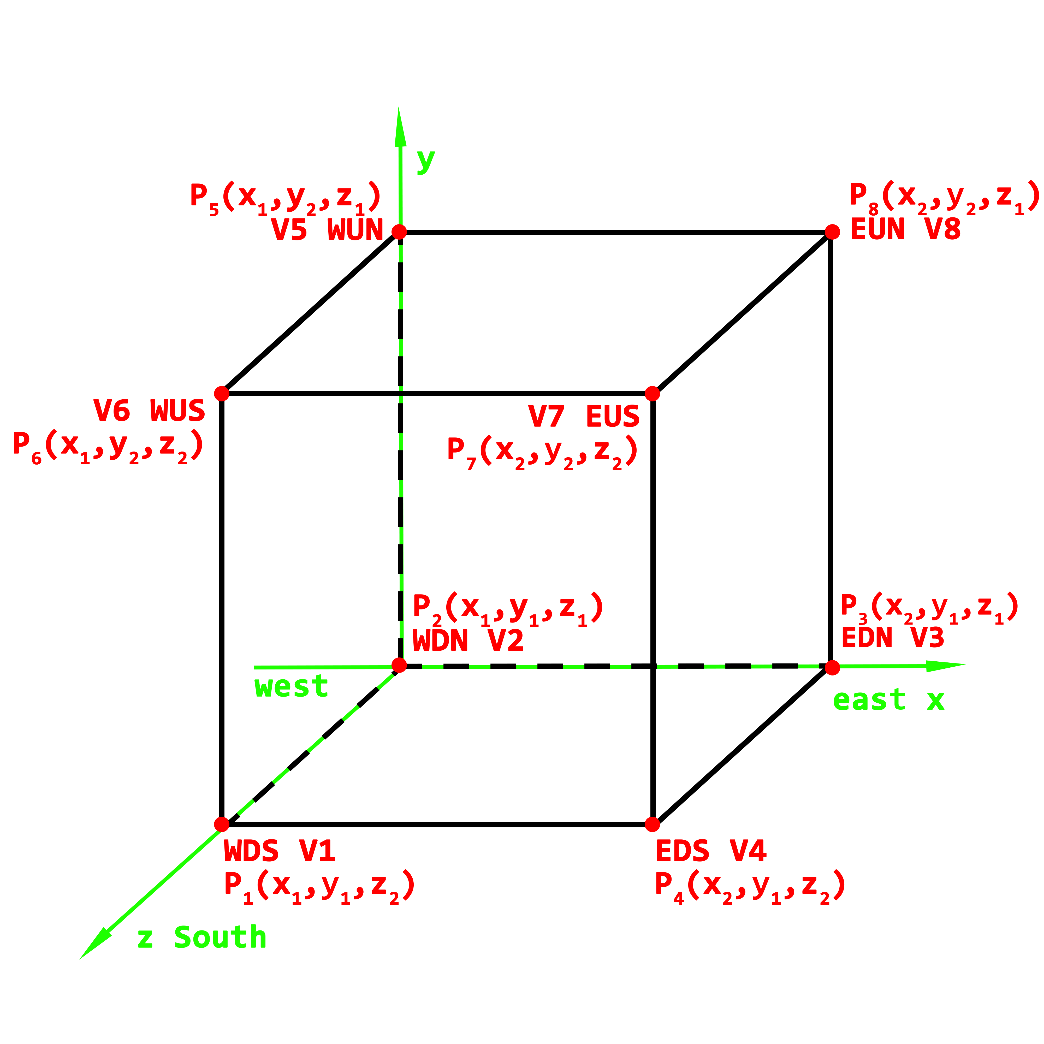 y
P₅(x₁,y₂,z₁)
V5 WUN
P₈(x₂,y₂,z₁)
EUN V8
V6 WUS
P₆(x₁,y₂,z₂)
V7 EUS
P₇(x₂,y₂,z₂)
P₂(x₁,y₁,z₁)
WDN V2
P₃(x₂,y₁,z₁)
EDN V3
west
east x
WDS V1
P₁(x₁,y₁,z₂)
EDS V4
P₄(x₂,y₁,z₂)
z South